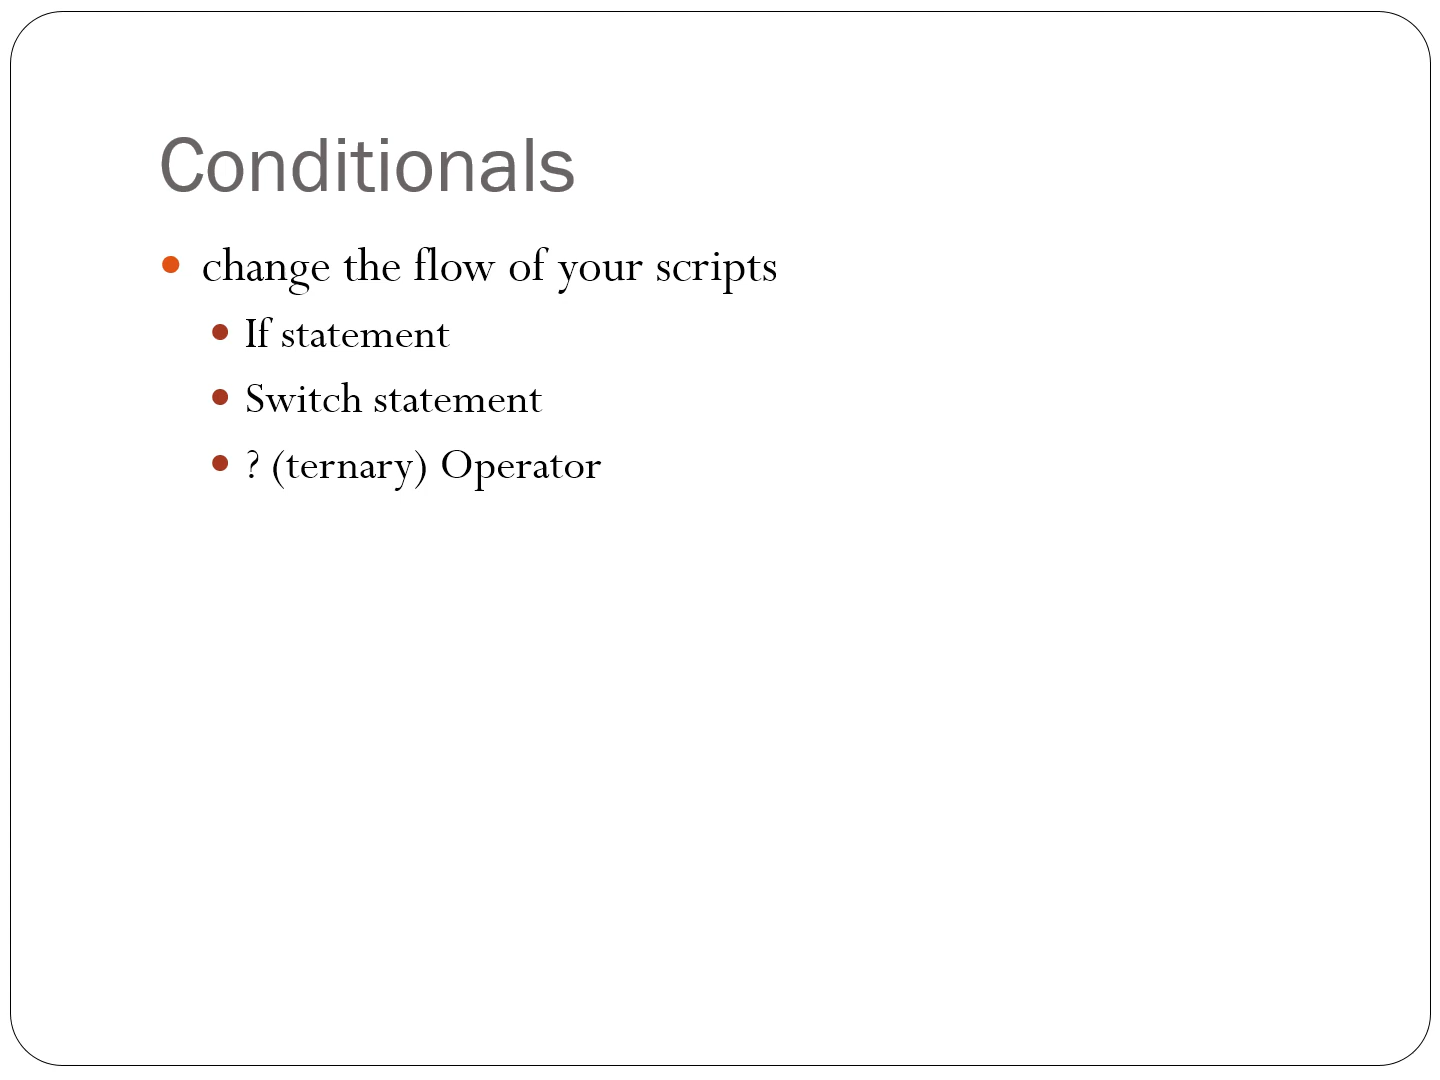 Conditionals
change the flow of your scripts
If statement
Switch statement
? (ternary) Operator